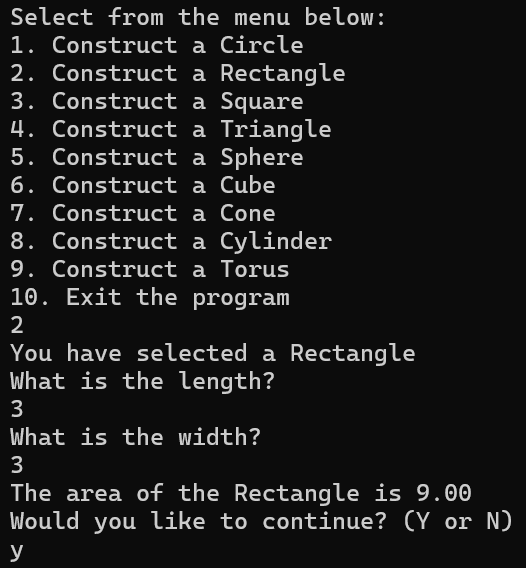 Select from the menu below:
1. Construct a Circle
2. Construct a Rectangle
3. Construct a Square
4. Construct a Triangle
5. Construct a Sphere
6. Construct a Cube
7. Construct a Cone
8. Construct a Cylinder
9. Construct a Torus
10. Exit the program
2
You have selected a Rectangle
What is the length?
3
What is the width?
3
The area of the Rectangle is 9.00
Would you like to continue? (Y or N)
y